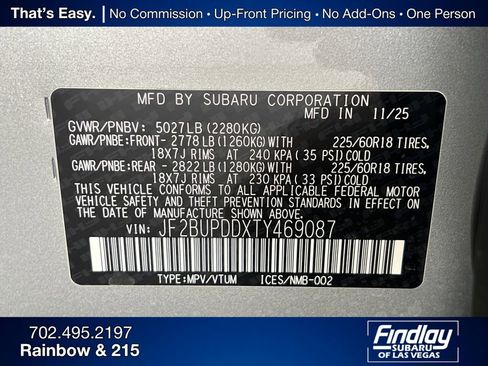 That's Easy. | No Commission - Up-Front Pricing - No Add-Ons - One Person
MFD BY SUBARU CORPORATION
MFD IN 11/25
GVWR/PNBV: 5027LB(2280KG)
GAWR/PNBE:FRONT- 2778LB(1260KG)WITH 225/60R18 TIRES,
18X7J RIMS AT 240 KPA(35 PSI)COLD
GAWR/PNBE:REAR - 2822LB(1280KG)WITH 225/60R18 TIRES,
18X7J RIMS AT 230 KPA(33 PSI)COLD
THIS VEHICLE CONFORMS TO ALL APPLICABLE FEDERAL MOTOR
VEHICLE SAFETY, BUMPER, AND THEFT PREVENTION STANDARDS
IN EFFECT ON THE DATE OF MANUFACTURE SHOWN ABOVE.
VIN: JF2BUPDDXTY469087
TYPE:MPV/VTUM ICES/NMB-002
702.495.2197
Rainbow & 215
Findlay
SUBARU
OF LAS VEGAS